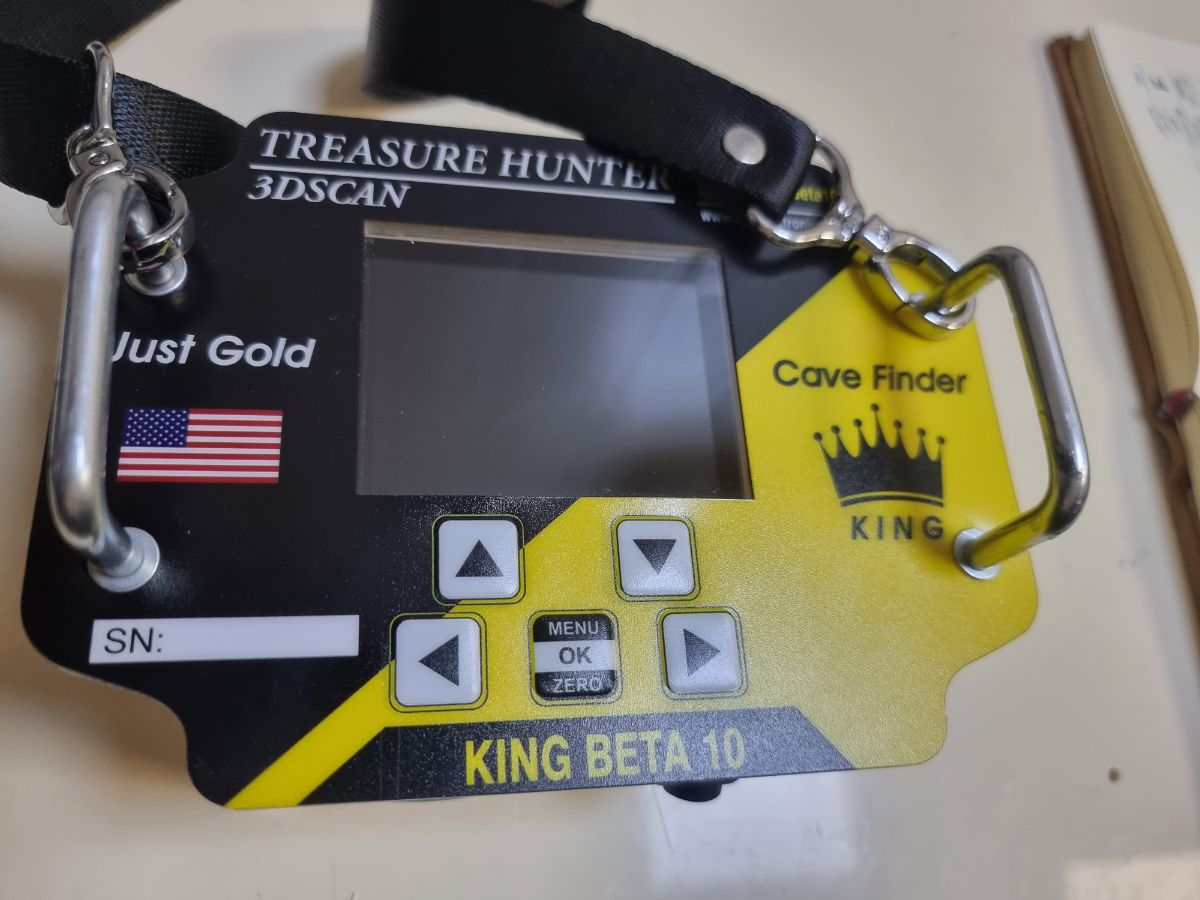 TREASURE HUNTER
3DSCAN
Just Gold
Cave Finder
KING
SN:
MENU
OK
ZERO
KING BETA 10